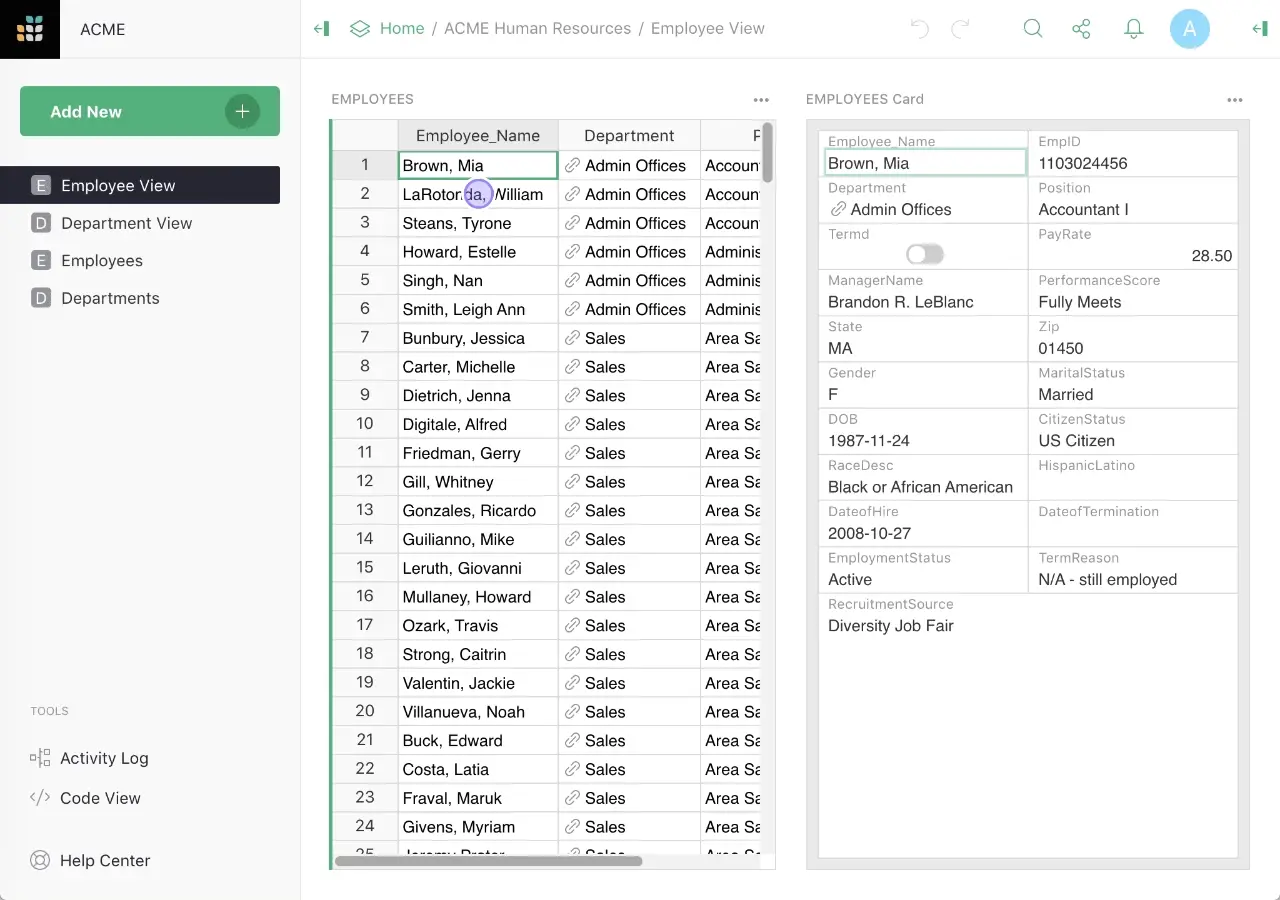 ACME
Home / ACME Human Resources / Employee View
A
Add New
E Employee View
D Department View
E Employees
D Departments
TOOLS
Activity Log
</> Code View
Help Center
EMPLOYEES
Employee_Name Department P
1 Brown, Mia Admin Offices Accoun
2 LaRotonda, William Admin Offices Accoun
3 Steans, Tyrone Admin Offices Accoun
4 Howard, Estelle Admin Offices Adminis
5 Singh, Nan Admin Offices Adminis
6 Smith, Leigh Ann Admin Offices Adminis
7 Bunbury, Jessica Sales Area Sa
8 Carter, Michelle Sales Area Sa
9 Dietrich, Jenna Sales Area Sa
10 Digitale, Alfred Sales Area Sa
11 Friedman, Gerry Sales Area Sa
12 Gill, Whitney Sales Area Sa
13 Gonzales, Ricardo Sales Area Sa
14 Guilianno, Mike Sales Area Sa
15 Leruth, Giovanni Sales Area Sa
16 Mullaney, Howard Sales Area Sa
17 Ozark, Travis Sales Area Sa
18 Strong, Caitrin Sales Area Sa
19 Valentin, Jackie Sales Area Sa
20 Villanueva, Noah Sales Area Sa
21 Buck, Edward Sales Area Sa
22 Costa, Latia Sales Area Sa
23 Fraval, Maruk Sales Area Sa
24 Givens, Myriam Sales Area Sa
25 Sales Area Sa
EMPLOYEES Card
Employee_Name EmpID
Brown, Mia 1103024456
Department Position
Admin Offices Accountant I
Termd PayRate
28.50
ManagerName PerformanceScore
Brandon R. LeBlanc Fully Meets
State Zip
MA 01450
Gender MaritalStatus
F Married
DOB CitizenStatus
1987-11-24 US Citizen
RaceDesc HispanicLatino
Black or African American
DateofHire DateofTermination
2008-10-27
EmploymentStatus TermReason
Active N/A - still employed
RecruitmentSource
Diversity Job Fair